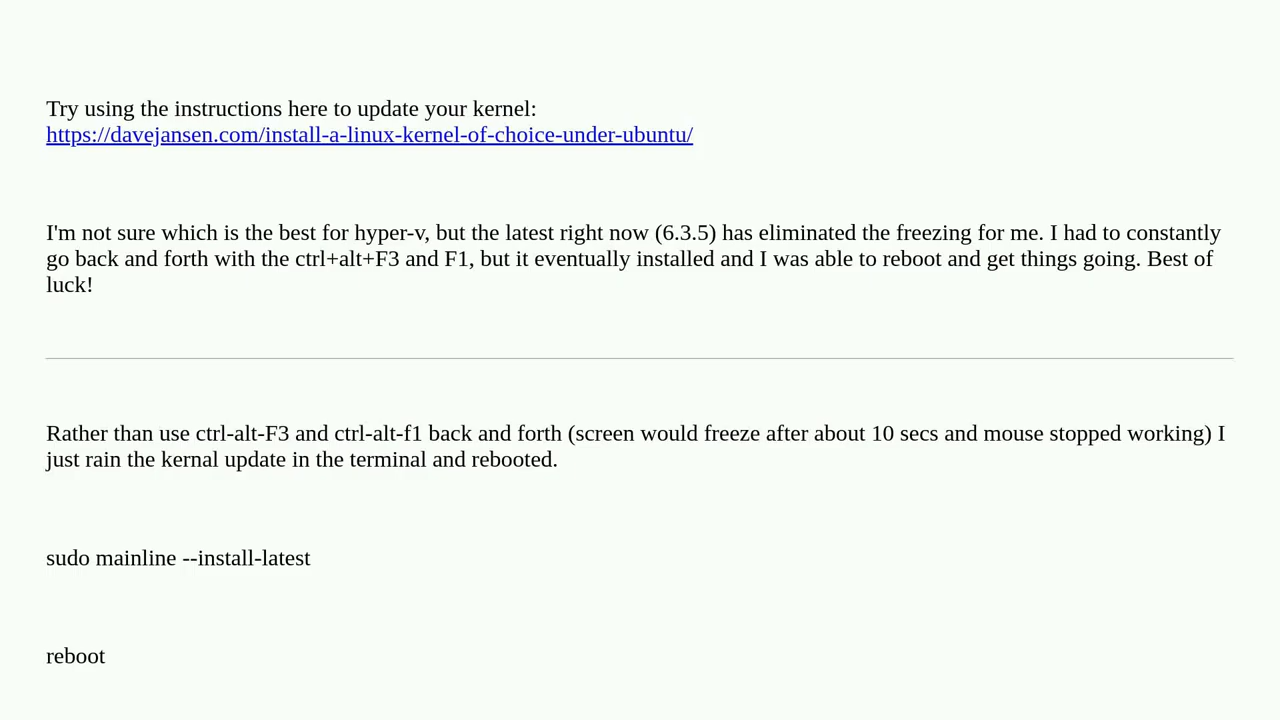 Try using the instructions here to update your kernel:
https://davejansen.com/install-a-linux-kernel-of-choice-under-ubuntu/
I'm not sure which is the best for hyper-v, but the latest right now (6.3.5) has eliminated the freezing for me. I had to constantly
go back and forth with the ctrl+alt+F3 and F1, but it eventually installed and I was able to reboot and get things going. Best of
luck!
Rather than use ctrl-alt-F3 and ctrl-alt-f1 back and forth (screen would freeze after about 10 secs and mouse stopped working) I
just rain the kernal update in the terminal and rebooted.
sudo mainline --install-latest
reboot